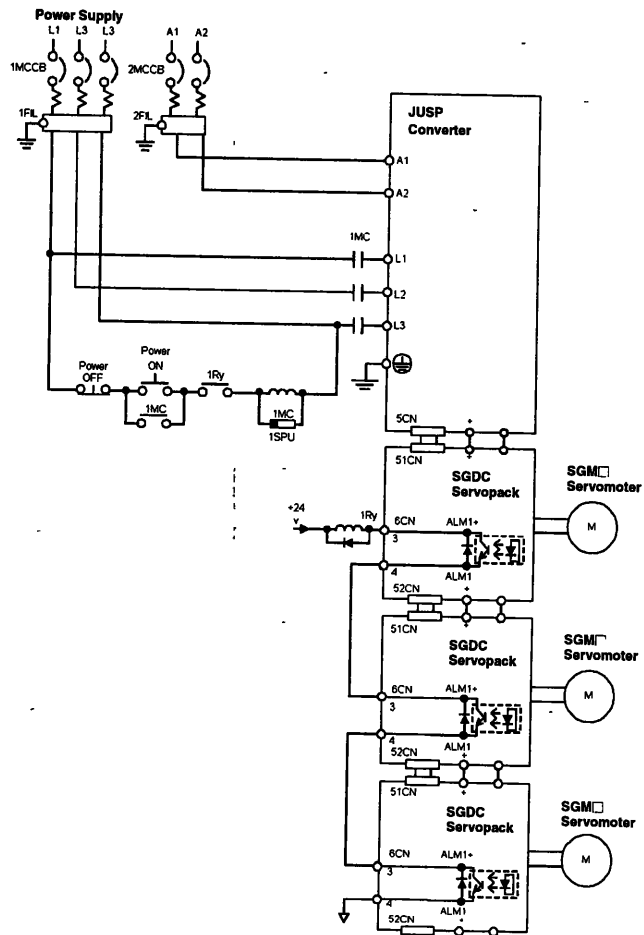 Power Supply
L1 L3 L3 A1 A2
1MCCB 2MCCB
1FIL 2FIL
JUSP
Converter
A1
A2
1MC
L1
L2
L3
Power
OFF
Power
ON
1Ry
1MC
1MC
1SPU
5CN +
51CN +
SGDC
Servopack
SGM□
Servomoter
M
+24
V
1Ry
6CN ALM1+
3
4 ALM1
52CN +
51CN +
SGDC
Servopack
SGM□
Servomoter
M
6CN ALM1+
3
4 ALM1
52CN +
51CN +
SGDC
Servopack
SGM□
Servomoter
M
6CN ALM1+
3
4 ALM1
52CN